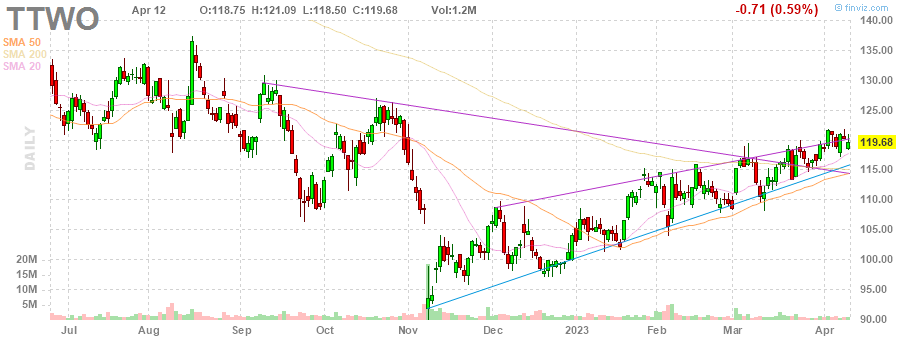 TTWO
Apr 12 O:118.75 H:121.09 L:118.50 C:119.68 Vol:1.2M -0.71 (0.59%)
© finviz.com
SMA 50
SMA 200
SMA 20
DAILY
140.00
135.00
130.00
125.00
119.68
115.00
110.00
105.00
100.00
95.00
90.00
20M
15M
10M
5M
Jul Aug Sep Oct Nov Dec 2023 Feb Mar Apr